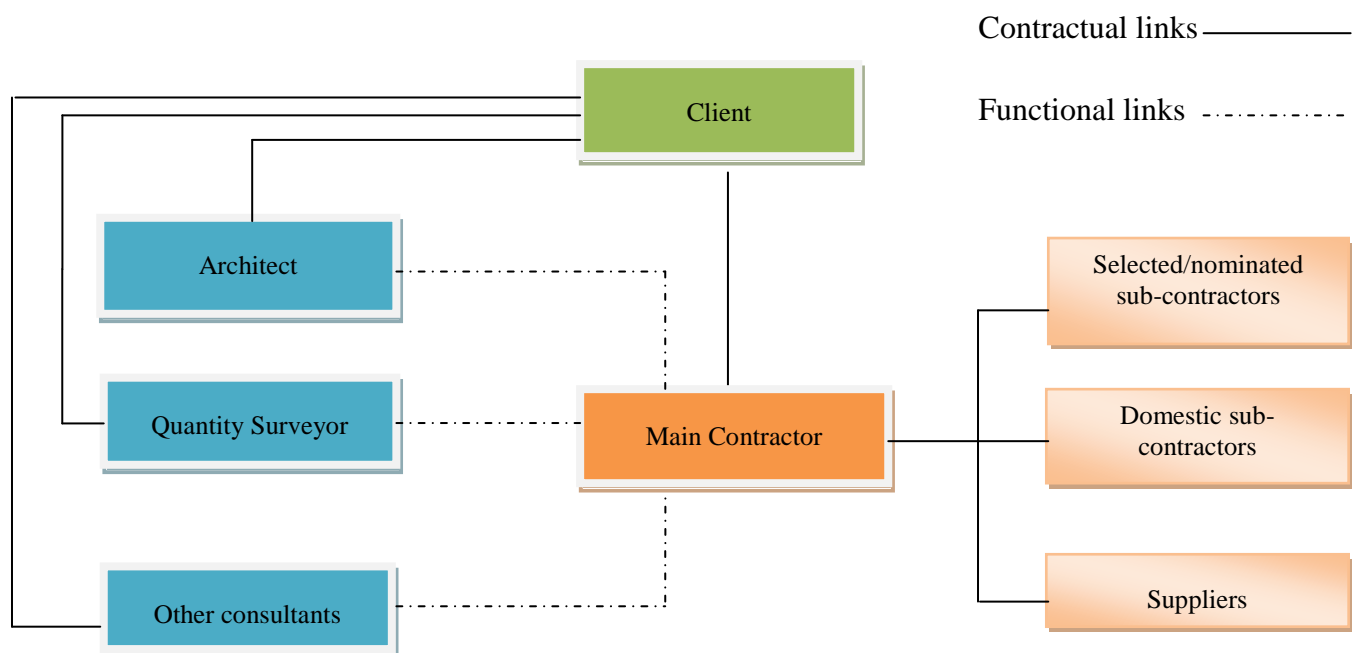 Contractual links
Functional links
Client
Architect
Quantity Surveyor
Other consultants
Main Contractor
Selected/nominated
sub-contractors
Domestic sub-
contractors
Suppliers